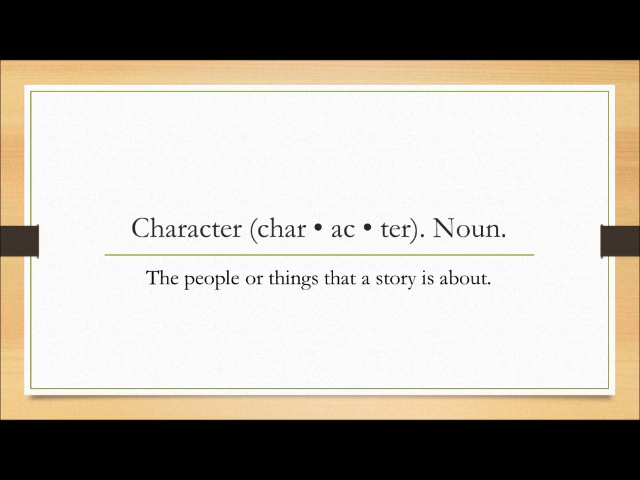 Character (char • ac • ter). Noun.
The people or things that a story is about.